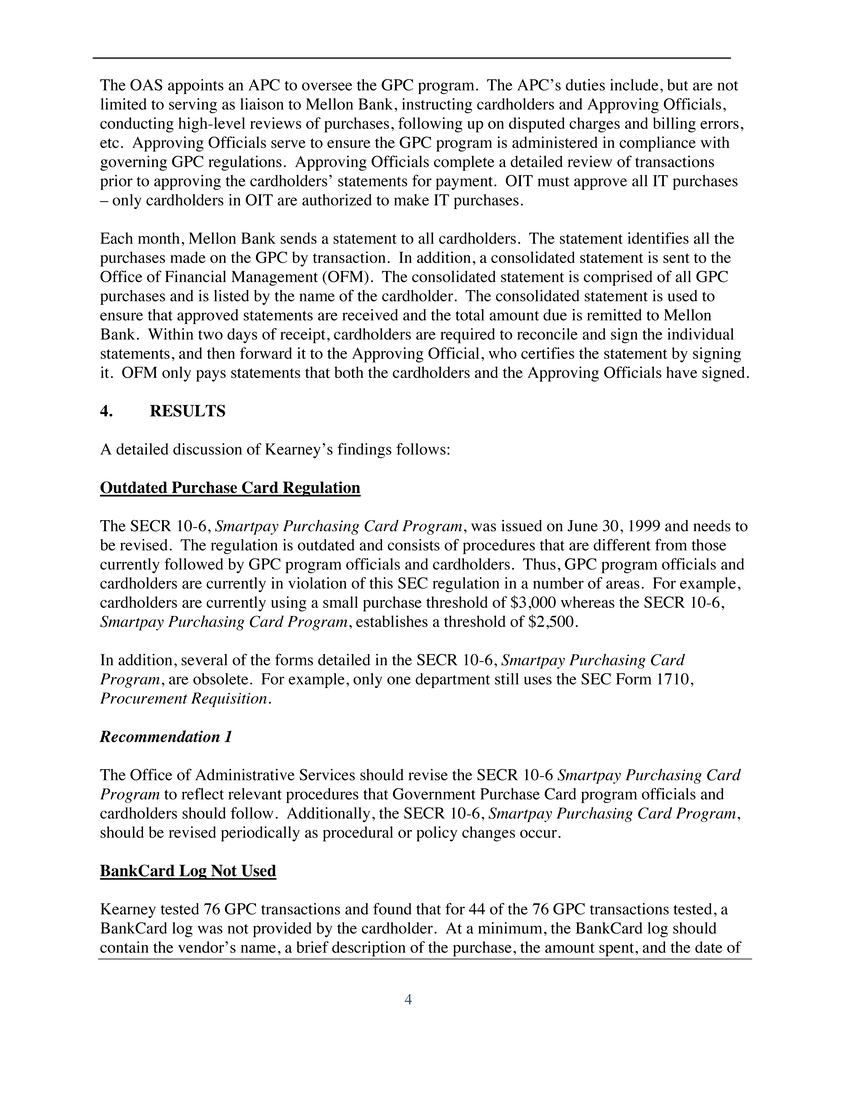 The OAS appoints an APC to oversee the GPC program.  The APC's duties include, but are not
limited to serving as liaison to Mellon Bank, instructing cardholders and Approving Officials,
conducting high-level reviews of purchases, following up on disputed charges and billing errors,
etc.  Approving Officials serve to ensure the GPC program is administered in compliance with
governing GPC regulations.  Approving Officials complete a detailed review of transactions
prior to approving the cardholders' statements for payment.  OIT must approve all IT purchases
– only cardholders in OIT are authorized to make IT purchases.
Each month, Mellon Bank sends a statement to all cardholders.  The statement identifies all the
purchases made on the GPC by transaction.  In addition, a consolidated statement is sent to the
Office of Financial Management (OFM).  The consolidated statement is comprised of all GPC
purchases and is listed by the name of the cardholder.  The consolidated statement is used to
ensure that approved statements are received and the total amount due is remitted to Mellon
Bank.  Within two days of receipt, cardholders are required to reconcile and sign the individual
statements, and then forward it to the Approving Official, who certifies the statement by signing
it.  OFM only pays statements that both the cardholders and the Approving Officials have signed.
4. RESULTS
A detailed discussion of Kearney's findings follows:
Outdated Purchase Card Regulation
The SECR 10-6, Smartpay Purchasing Card Program, was issued on June 30, 1999 and needs to
be revised.  The regulation is outdated and consists of procedures that are different from those
currently followed by GPC program officials and cardholders.  Thus, GPC program officials and
cardholders are currently in violation of this SEC regulation in a number of areas.  For example,
cardholders are currently using a small purchase threshold of $3,000 whereas the SECR 10-6,
Smartpay Purchasing Card Program, establishes a threshold of $2,500.
In addition, several of the forms detailed in the SECR 10-6, Smartpay Purchasing Card
Program, are obsolete.  For example, only one department still uses the SEC Form 1710,
Procurement Requisition.
Recommendation 1
The Office of Administrative Services should revise the SECR 10-6 Smartpay Purchasing Card
Program to reflect relevant procedures that Government Purchase Card program officials and
cardholders should follow.  Additionally, the SECR 10-6, Smartpay Purchasing Card Program,
should be revised periodically as procedural or policy changes occur.
BankCard Log Not Used
Kearney tested 76 GPC transactions and found that for 44 of the 76 GPC transactions tested, a
BankCard log was not provided by the cardholder.  At a minimum, the BankCard log should
contain the vendor's name, a brief description of the purchase, the amount spent, and the date of
4